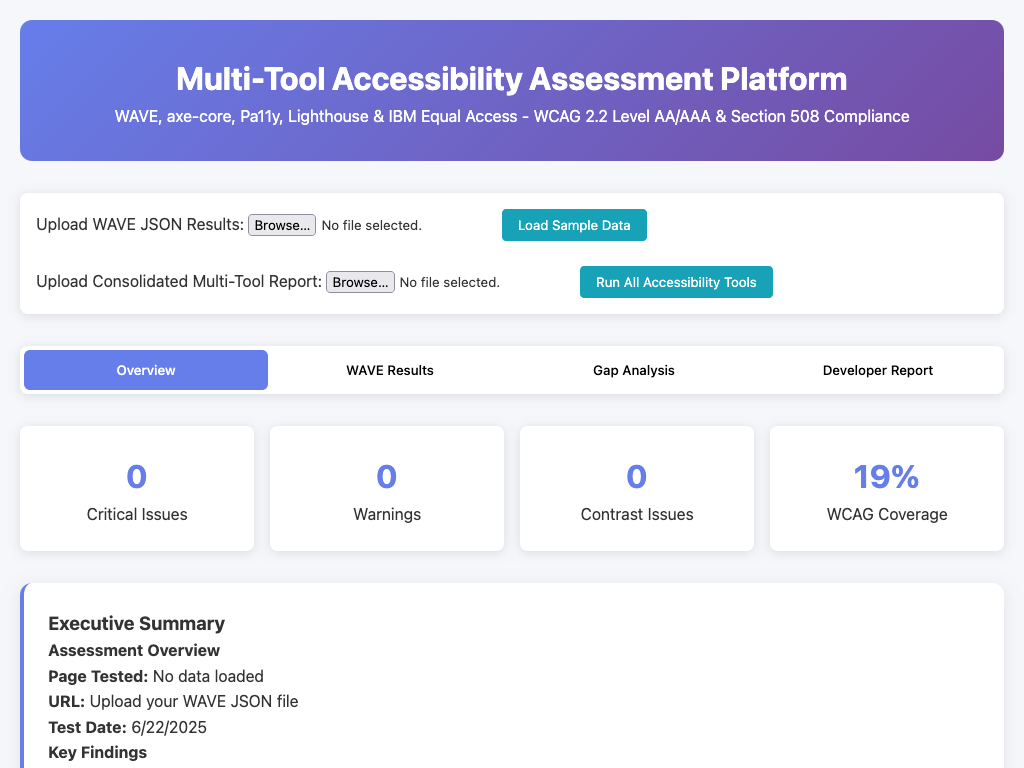 Multi-Tool Accessibility Assessment Platform
WAVE, axe-core, Pa11y, Lighthouse & IBM Equal Access - WCAG 2.2 Level AA/AAA & Section 508 Compliance
Upload WAVE JSON Results: Browse... No file selected. Load Sample Data
Upload Consolidated Multi-Tool Report: Browse... No file selected. Run All Accessibility Tools
Overview WAVE Results Gap Analysis Developer Report
0 0 0 19%
Critical Issues Warnings Contrast Issues WCAG Coverage
Executive Summary
Assessment Overview
Page Tested: No data loaded
URL: Upload your WAVE JSON file
Test Date: 6/22/2025
Key Findings